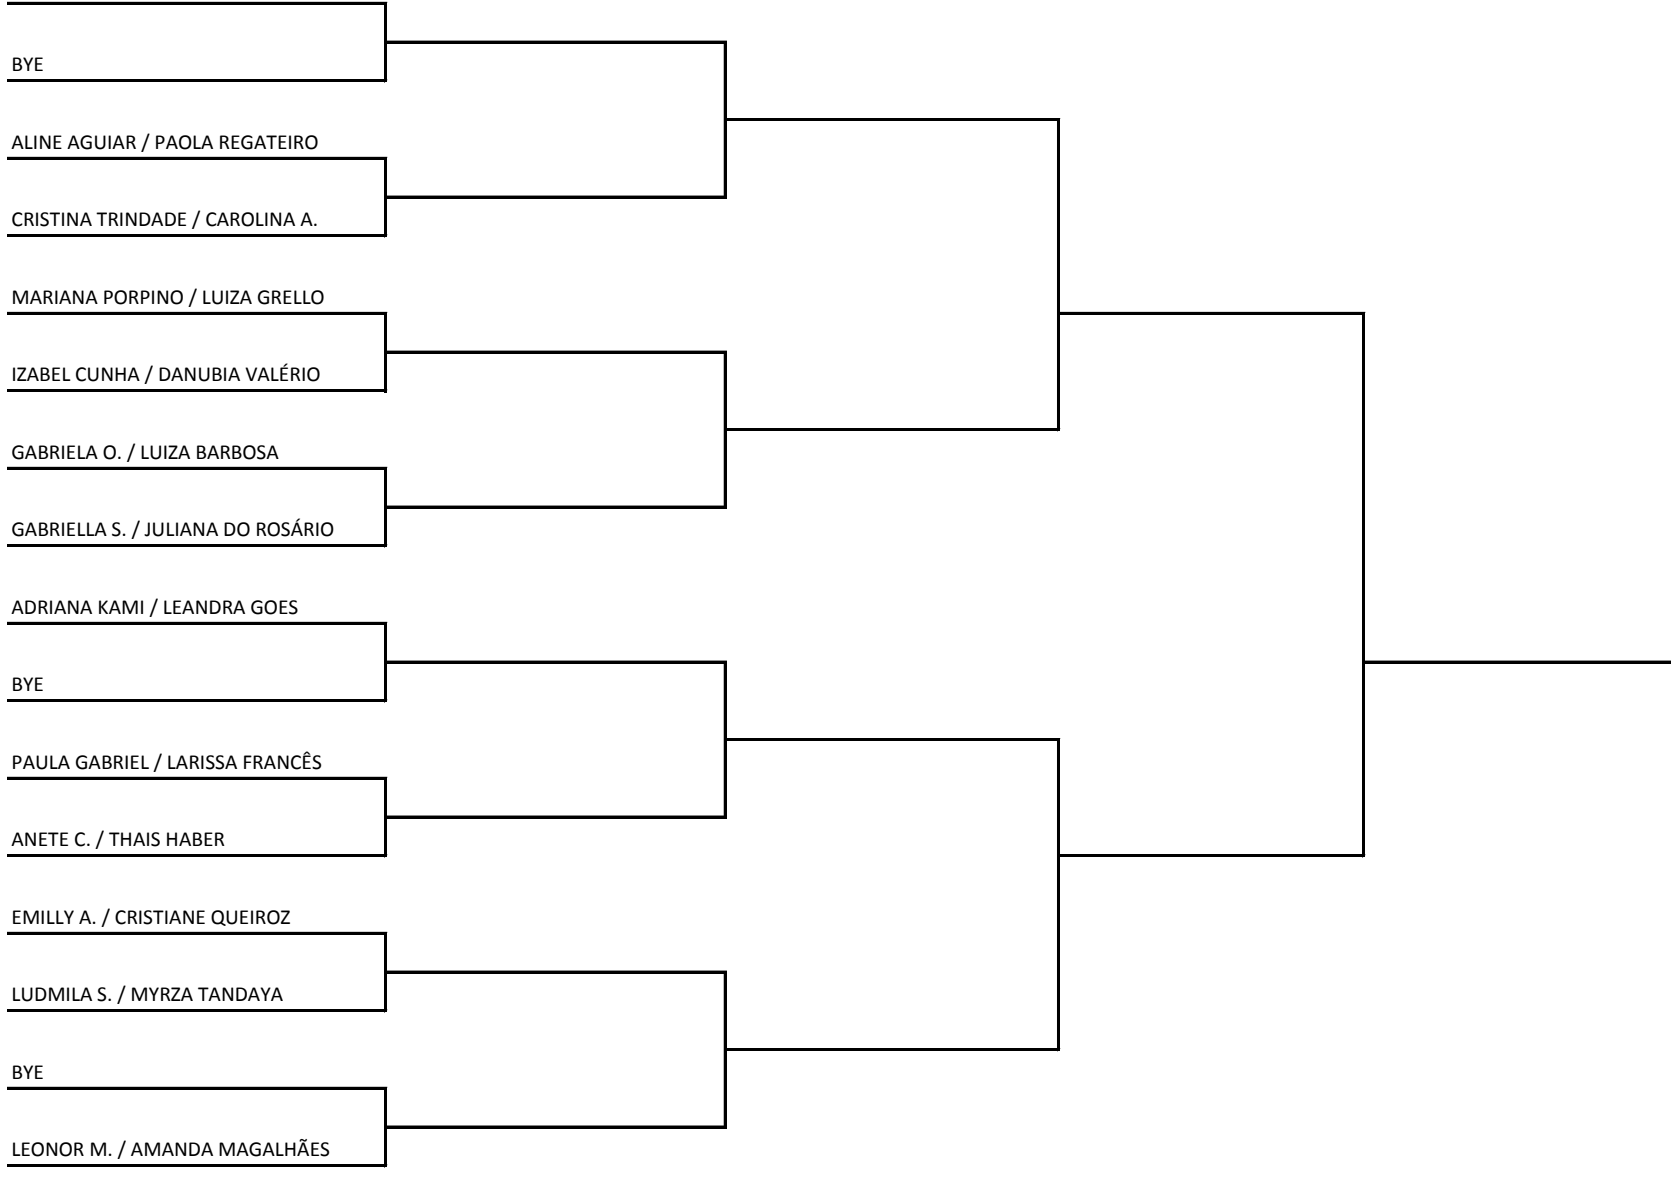 BYE
ALINE AGUIAR / PAOLA REGATEIRO
CRISTINA TRINDADE / CAROLINA A.
MARIANA PORPINO / LUIZA GRELLO
IZABEL CUNHA / DANUBIA VALÉRIO
GABRIELA O. / LUIZA BARBOSA
GABRIELLA S. / JULIANA DO ROSÁRIO
ADRIANA KAMI / LEANDRA GOES
BYE
PAULA GABRIEL / LARISSA FRANCÊS
ANETE C. / THAIS HABER
EMILLY A. / CRISTIANE QUEIROZ
LUDMILA S. / MYRZA TANDAYA
BYE
LEONOR M. / AMANDA MAGALHÃES